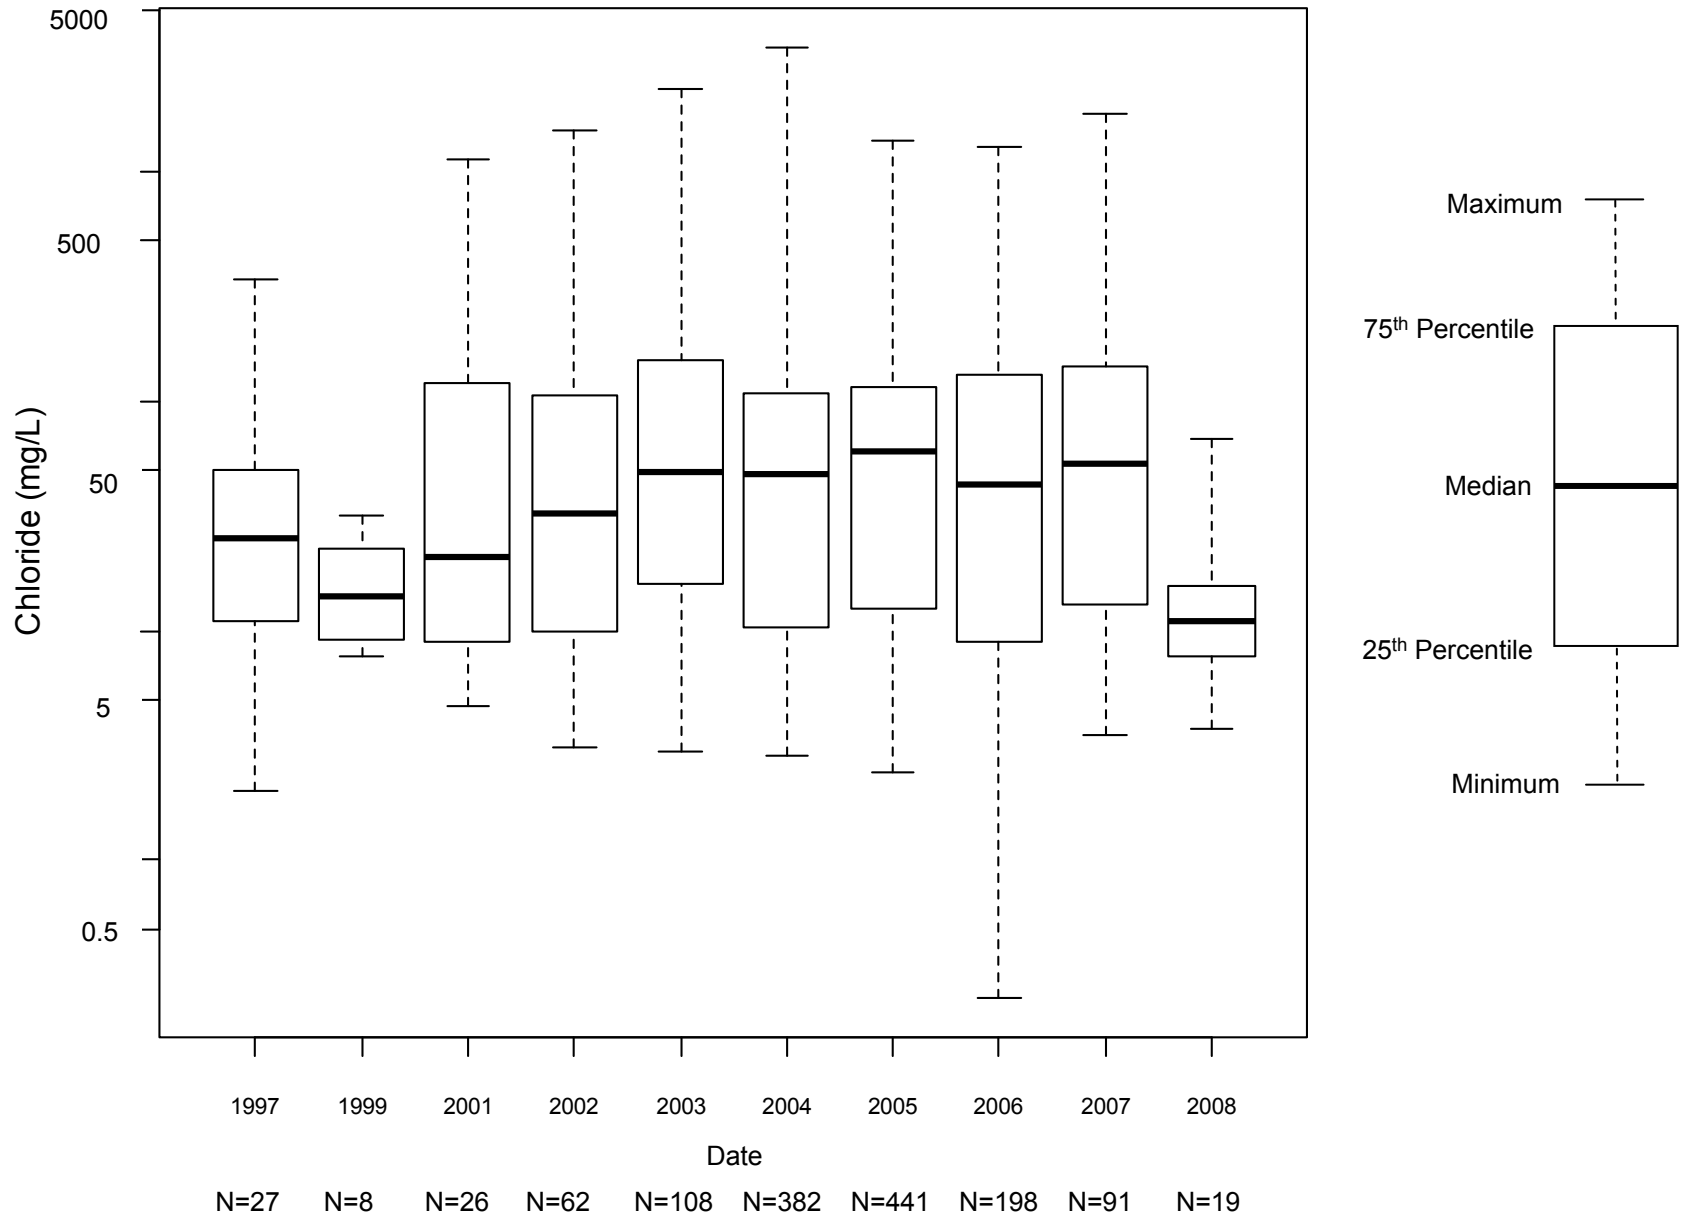 5000
500
50
5
0.5
Chloride (mg/L)
1997 1999 2001 2002 2003 2004 2005 2006 2007 2008
Date
N=27 N=8 N=26 N=62 N=108 N=382 N=441 N=198 N=91 N=19
Maximum
75th Percentile
Median
25th Percentile
Minimum